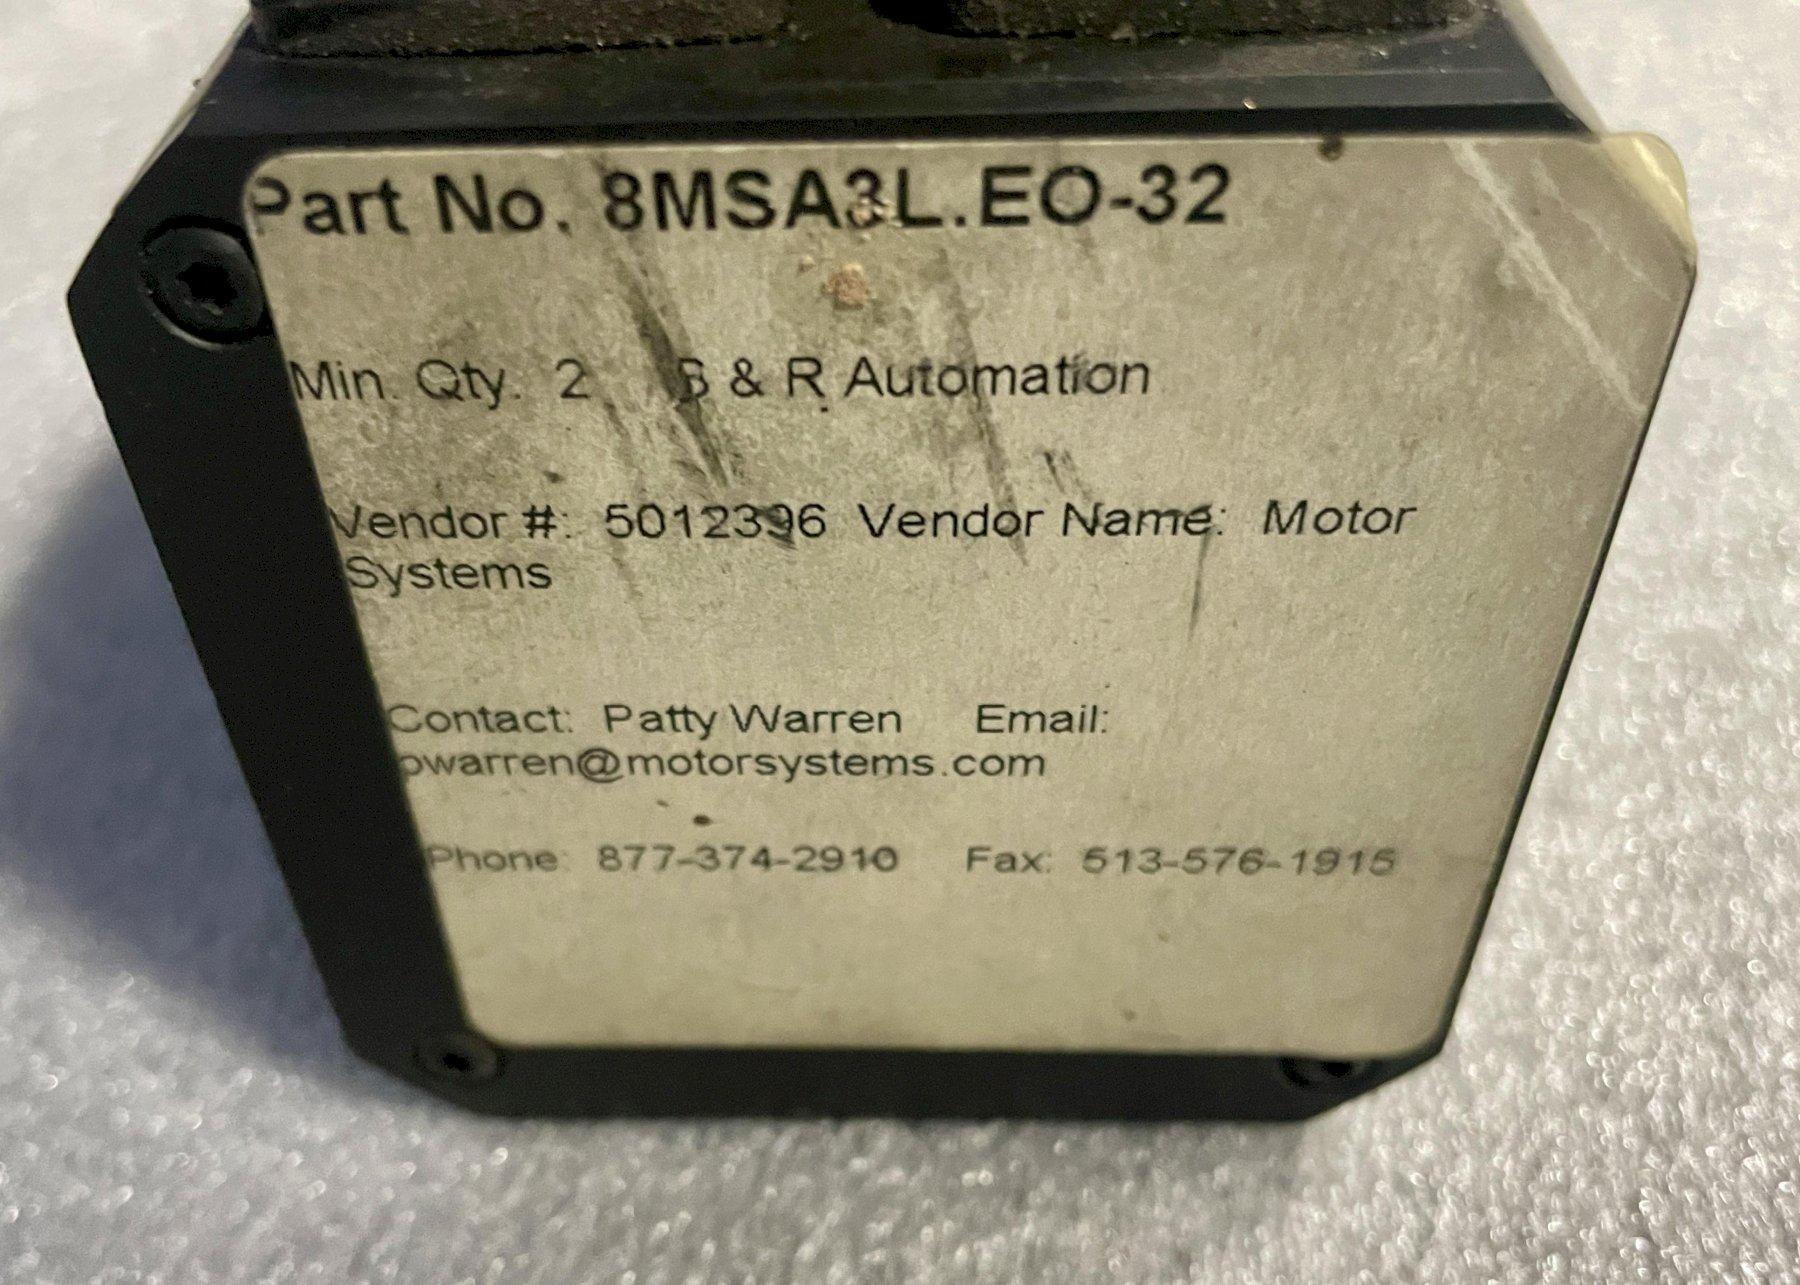 Part No. 8MSA3L.EO-32
Min. Qty. 2 B & R Automation
Vendor #: 5012396 Vendor Name: Motor
Systems
Contact: Patty Warren Email:
pwarren@motorsystems.com
Phone: 877-374-2910 Fax: 513-576-1915